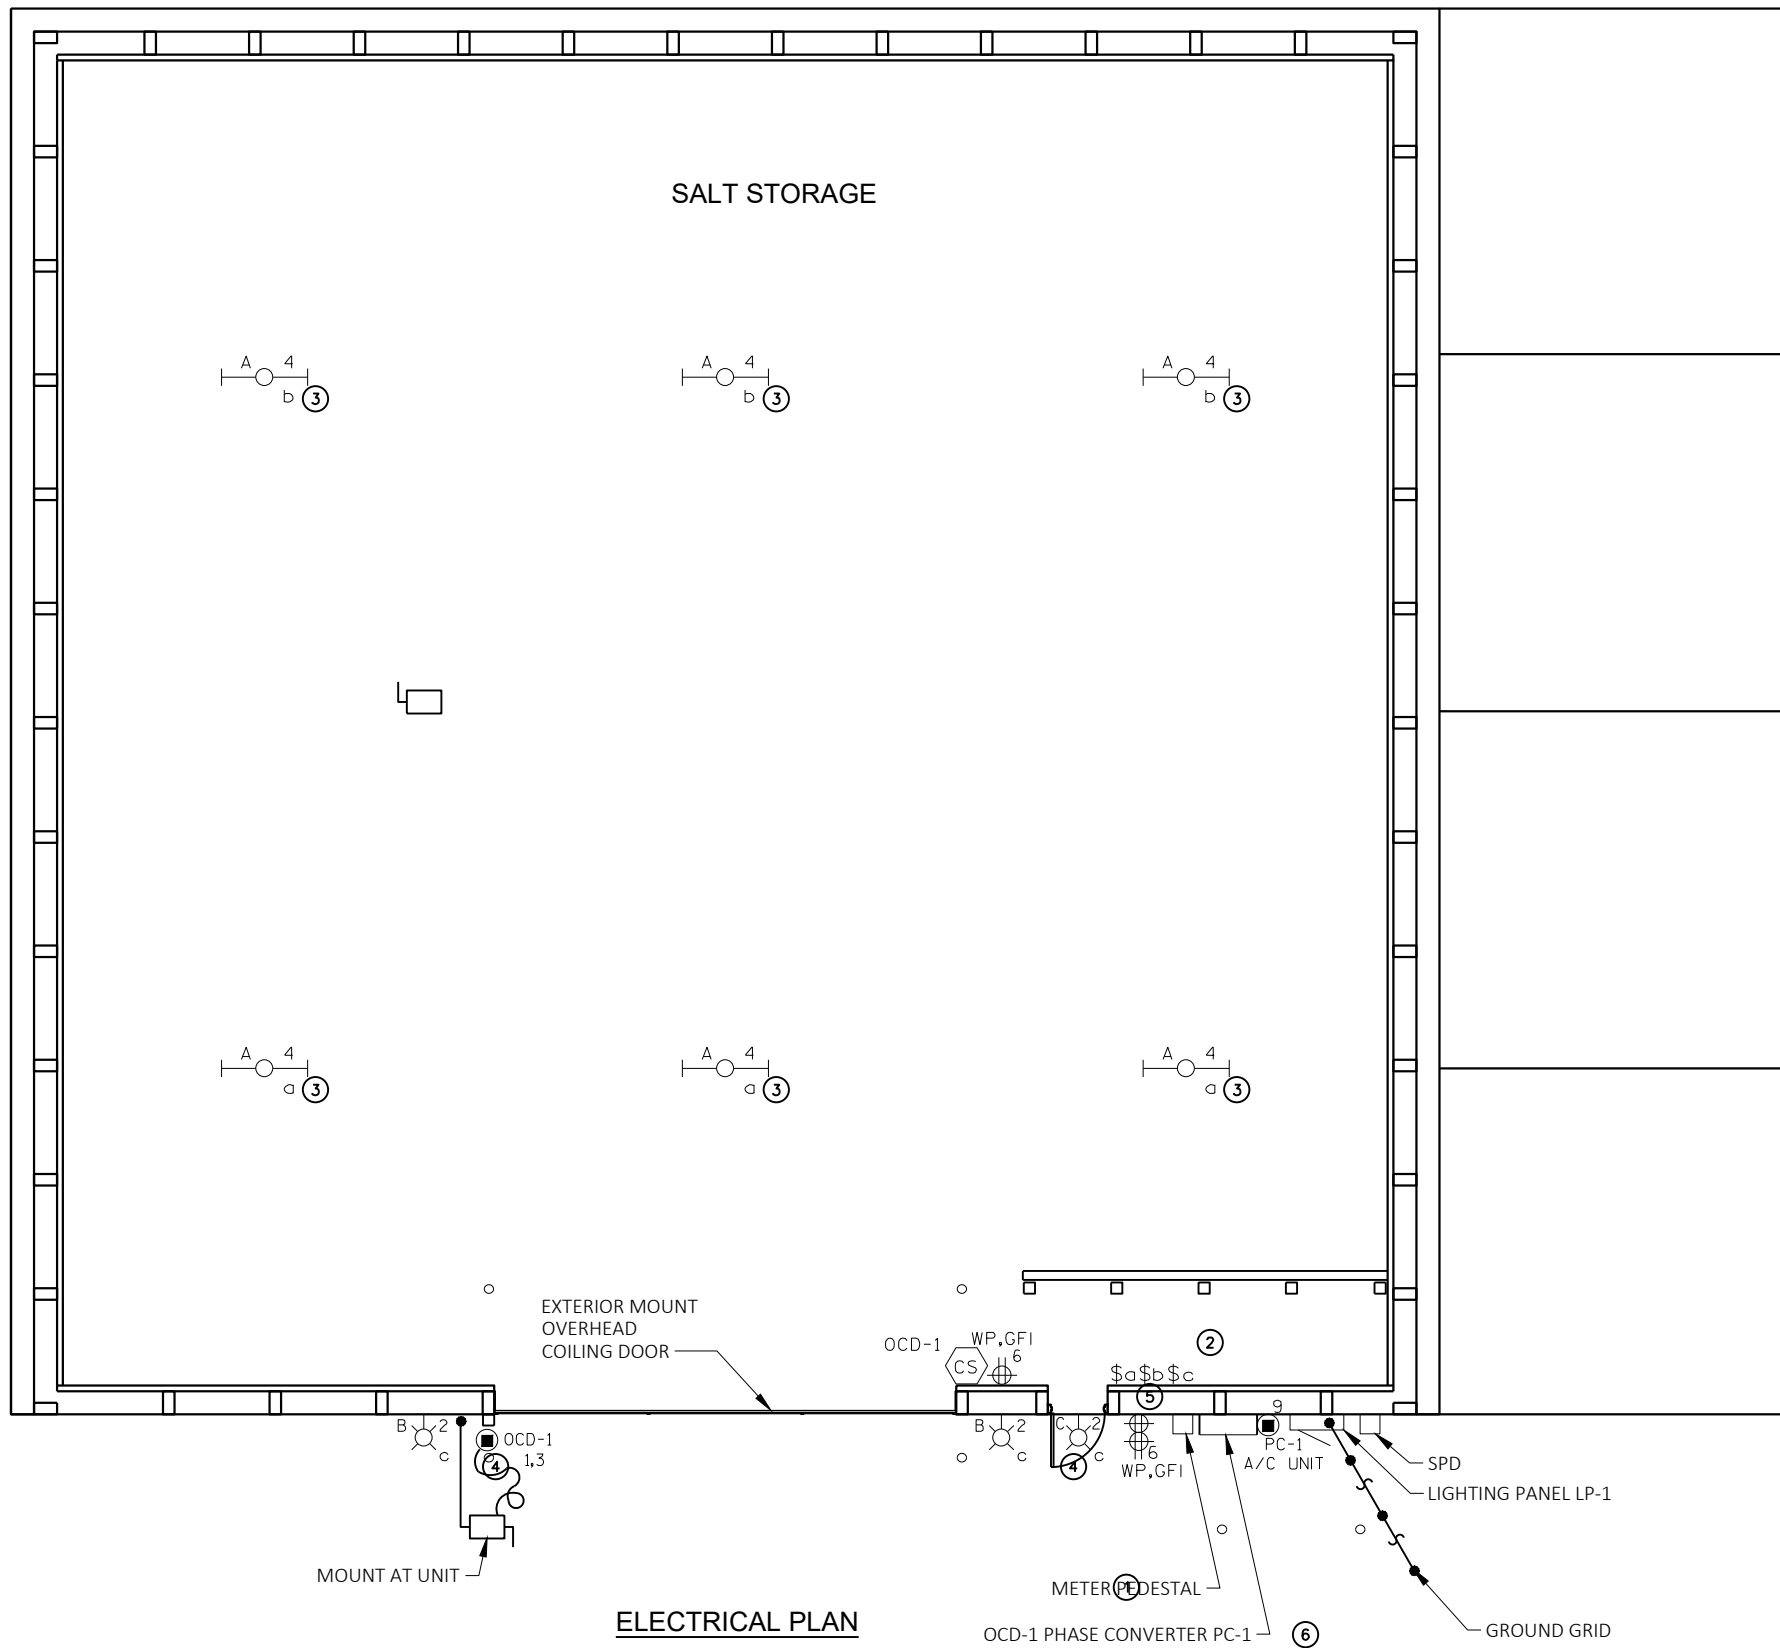 SALT STORAGE
A 4
b 3
A 4
b 3
A 4
b 3
A 4
a 3
A 4
a 3
A 4
a 3
EXTERIOR MOUNT
OVERHEAD
COILING DOOR
OCD-1
CS
WP,GFI
6
2
$a $b $c
5
B 2
c
OCD-1
1,3
4
B 2
c
C 2
c
4
6
WP,GFI
9
PC-1
A/C UNIT
SPD
LIGHTING PANEL LP-1
MOUNT AT UNIT
METER PEDESTAL
1
ELECTRICAL PLAN
OCD-1 PHASE CONVERTER PC-1
6
GROUND GRID